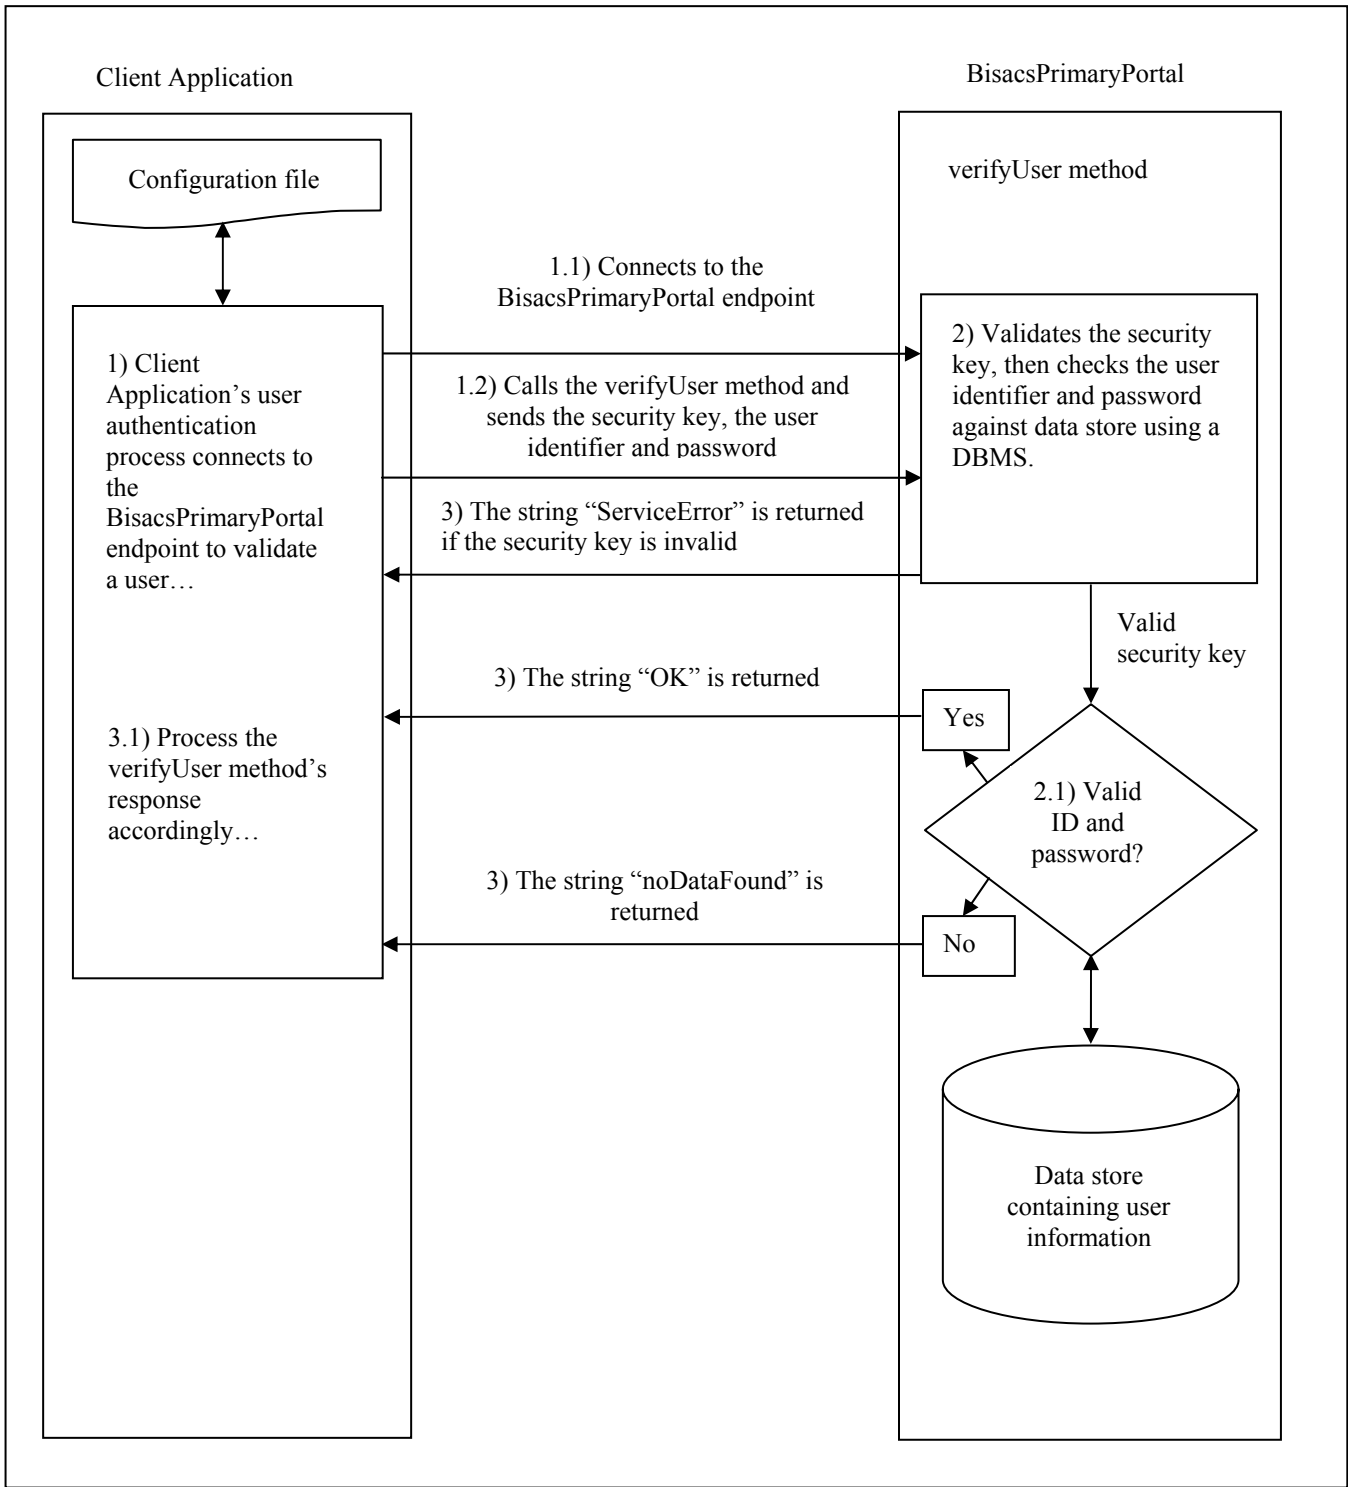 Client Application
BisacsPrimaryPortal
Configuration file
verifyUser method
1.1) Connects to the
BisacsPrimaryPortal endpoint
1) Client
Application’s user
authentication
process connects to
the
BisacsPrimaryPortal
endpoint to validate
a user…
1.2) Calls the verifyUser method and
sends the security key, the user
identifier and password
2) Validates the security
key, then checks the user
identifier and password
against data store using a
DBMS.
3) The string “ServiceError” is returned
if the security key is invalid
Valid
security key
3) The string “OK” is returned
Yes
3.1) Process the
verifyUser method’s
response
accordingly…
2.1) Valid
ID and
password?
3) The string “noDataFound” is
returned
No
Data store
containing user
information